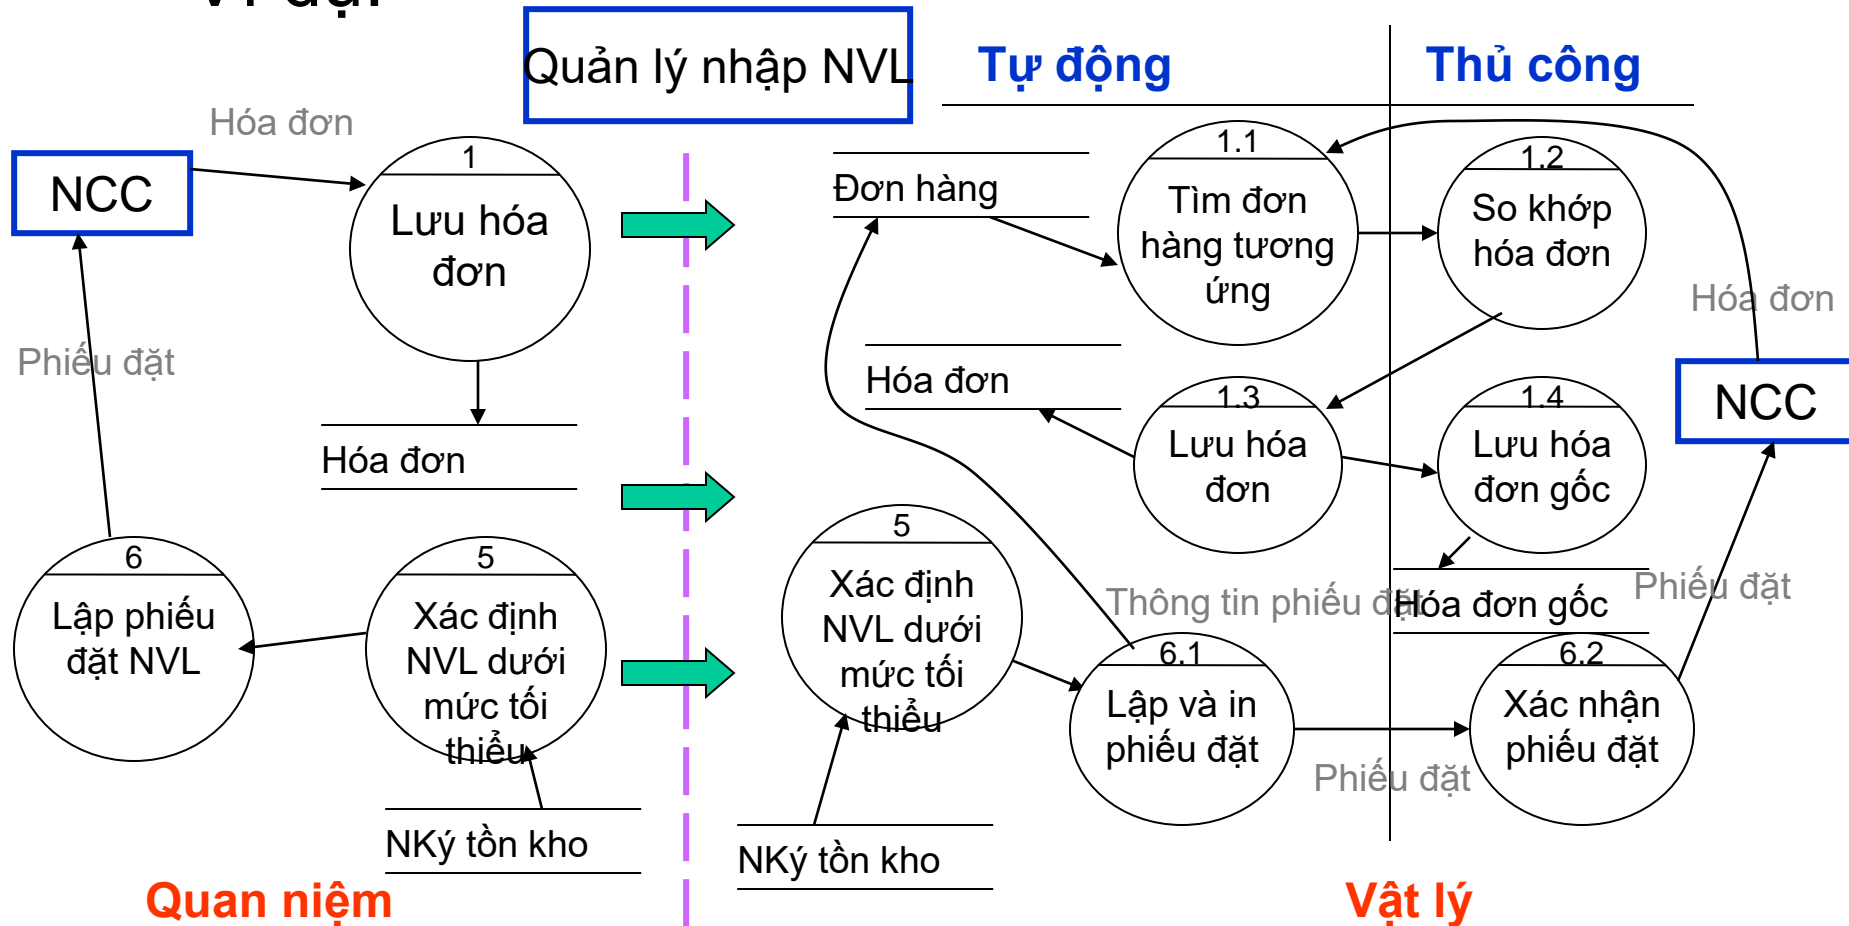 Ví dụ:
Quản lý nhập NVL
Tự động
Thủ công
Hóa đơn
NCC
1
Lưu hóa
đơn
Phiếu đặt
Hóa đơn
6
Lập phiếu
đặt NVL
5
Xác định
NVL dưới
mức tối
thiểu
NKý tồn kho
Quan niệm
Đơn hàng
1.1
Tìm đơn
hàng tương
ứng
1.2
So khớp
hóa đơn
Hóa đơn
NCC
Hóa đơn
1.3
Lưu hóa
đơn
1.4
Lưu hóa
đơn gốc
Hóa đơn gốc
Phiếu đặt
5
Xác định
NVL dưới
mức tối
thiểu
Thông tin phiếu đặt
6.1
Lập và in
phiếu đặt
Phiếu đặt
6.2
Xác nhận
phiếu đặt
NKý tồn kho
Vật lý